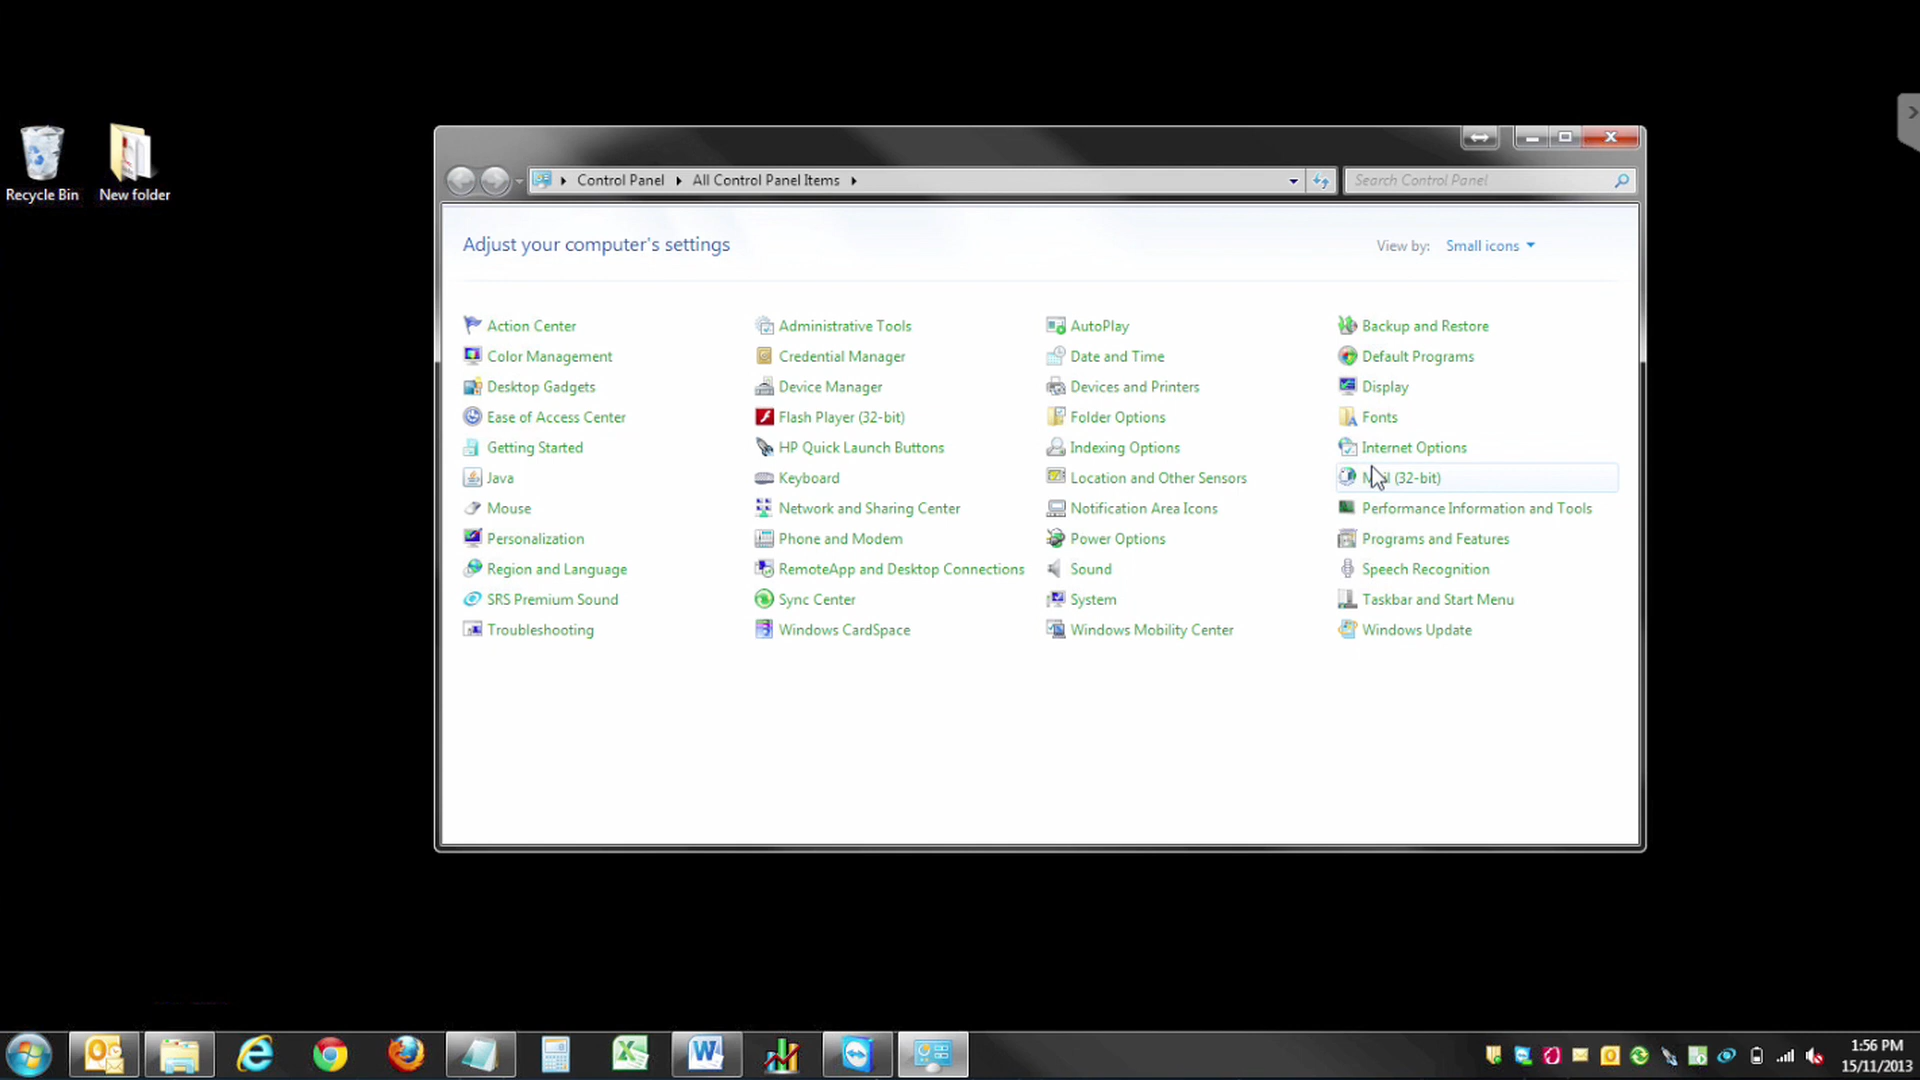 Recycle Bin
New folder
Control Panel
All Control Panel Items
Search Control Panel
Adjust your computer's settings
View by: Small icons
Action Center
Administrative Tools
AutoPlay
Backup and Restore
Color Management
Credential Manager
Date and Time
Default Programs
Desktop Gadgets
Device Manager
Devices and Printers
Display
Ease of Access Center
Flash Player (32-bit)
Folder Options
Fonts
Getting Started
HP Quick Launch Buttons
Indexing Options
Internet Options
Java
Keyboard
Location and Other Sensors
(32-bit)
Mouse
Network and Sharing Center
Notification Area Icons
Performance Information and Tools
Personalization
Phone and Modem
Power Options
Programs and Features
Region and Language
RemoteApp and Desktop Connections
Sound
Speech Recognition
SRS Premium Sound
Sync Center
System
Taskbar and Start Menu
Troubleshooting
Windows CardSpace
Windows Mobility Center
Windows Update
1:56 PM
15/11/2013